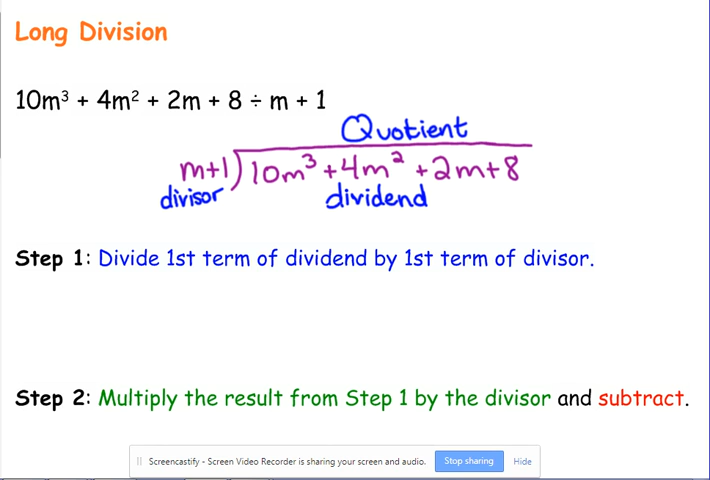 Long Division
10m³ + 4m² + 2m + 8 ÷ m + 1
Quotient
m+1)10m³+4m²+2m+8
divisor dividend
Step 1: Divide 1st term of dividend by 1st term of divisor.
Step 2: Multiply the result from Step 1 by the divisor and subtract.
Screencastify - Screen Video Recorder is sharing your screen and audio. Stop sharing Hide